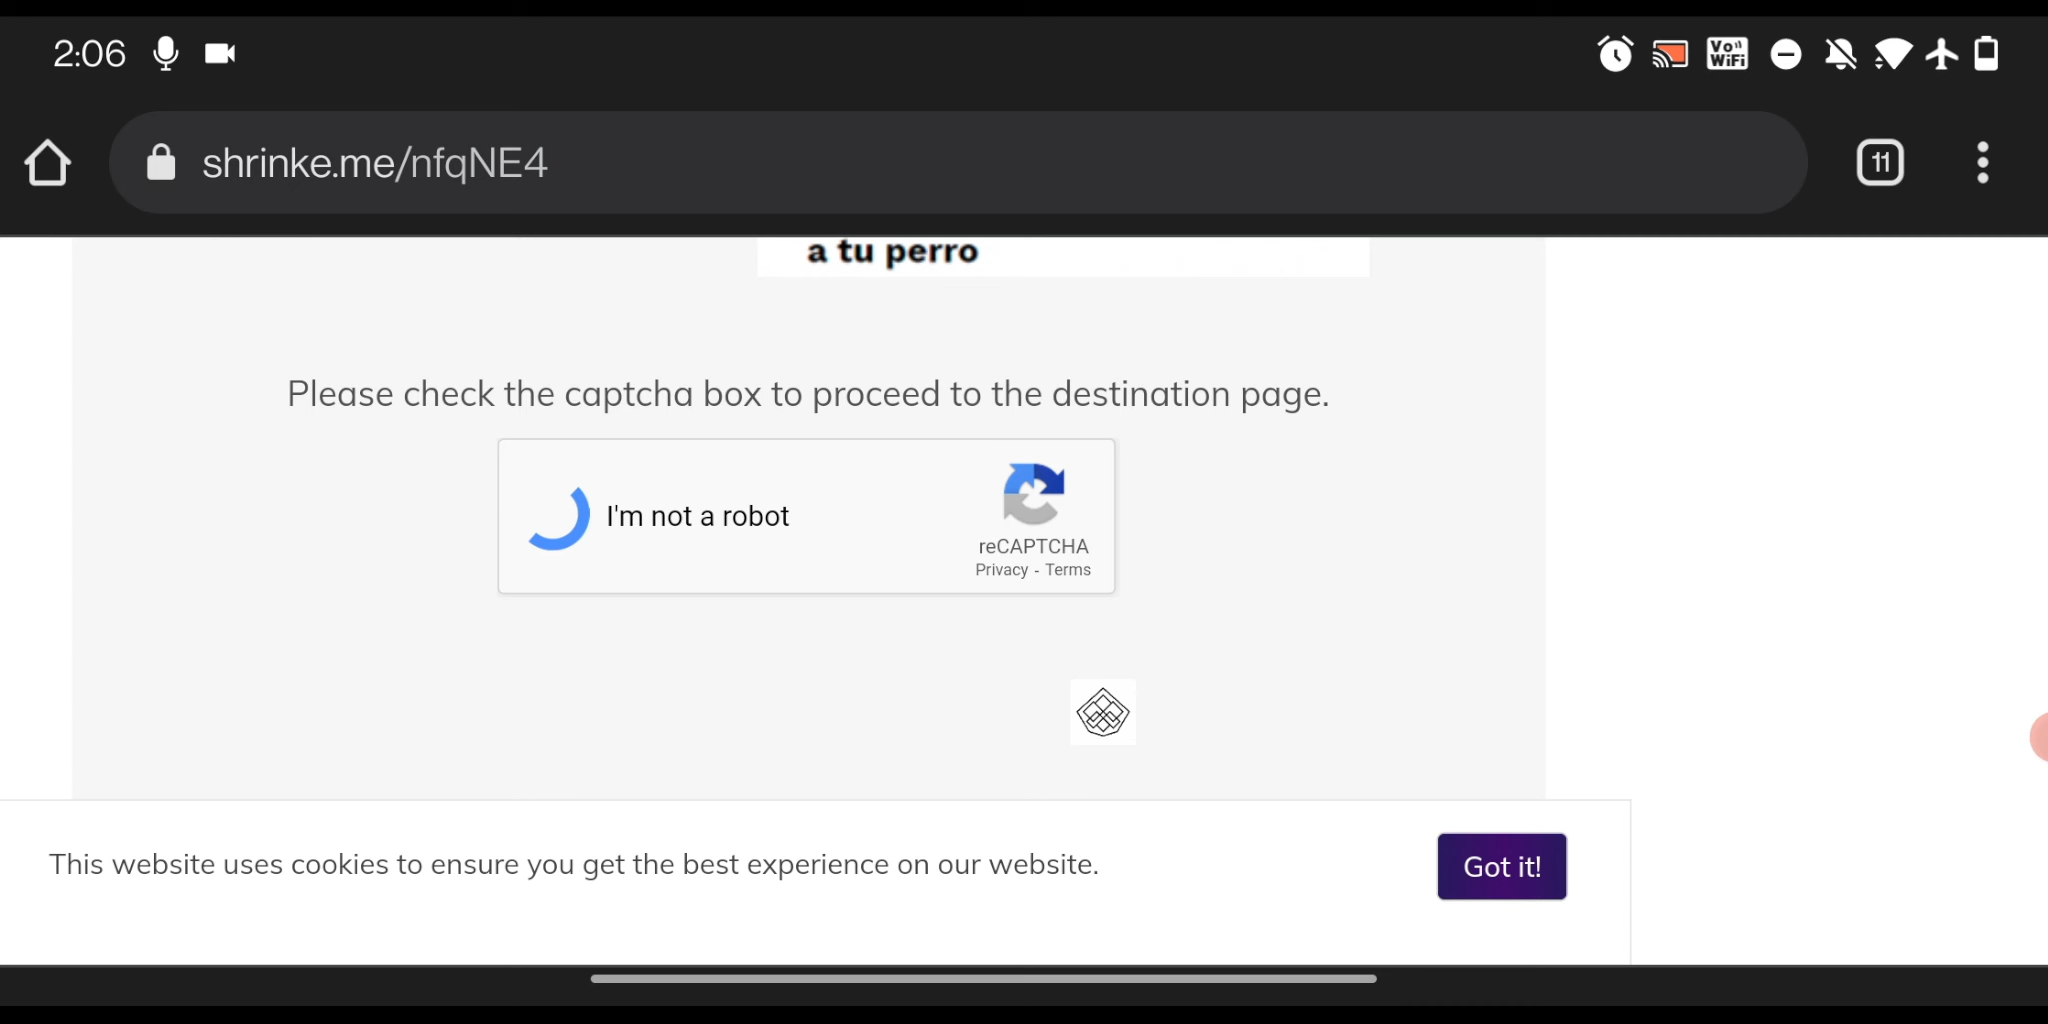 2:06
Vo WiFi
shrinke.me/nfqNE4
11
a tu perro
Please check the captcha box to proceed to the destination page.
I'm not a robot
reCAPTCHA
Privacy - Terms
This website uses cookies to ensure you get the best experience on our website.
Got it!